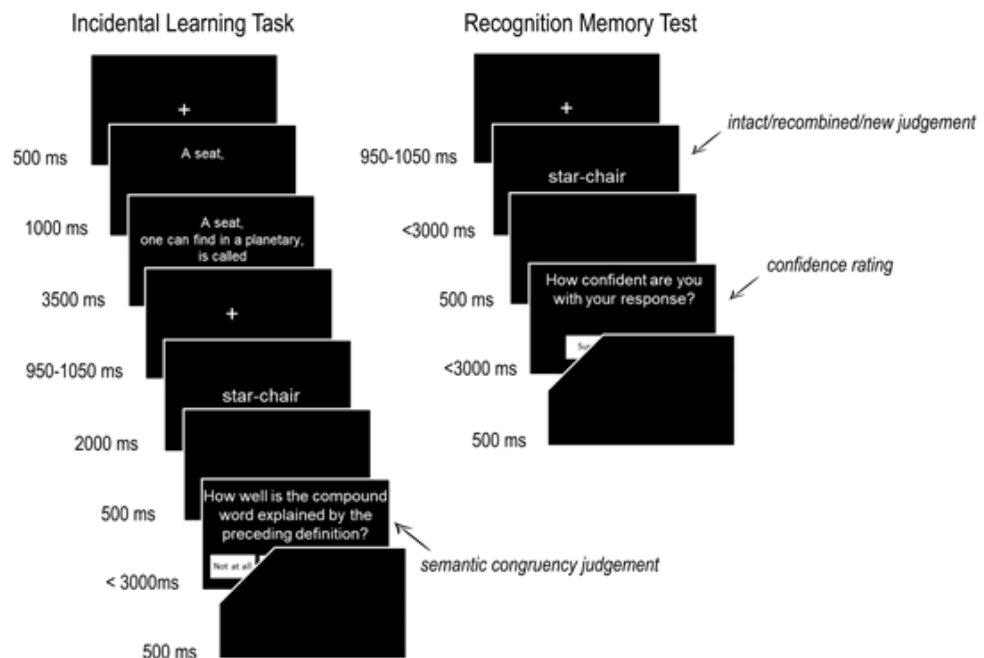 Incidental Learning Task
+
500 ms
A seat,
1000 ms
A seat,
one can find in a planetary,
is called
3500 ms
+
950-1050 ms
star-chair
2000 ms
500 ms
How well is the compound
word explained by the
preceding definition?
Not at all
semantic congruency judgement
< 3000ms
500 ms
Recognition Memory Test
+
intact/recombined/new judgement
950-1050 ms
star-chair
<3000 ms
500 ms
How confident are you
with your response?
confidence rating
<3000 ms
500 ms